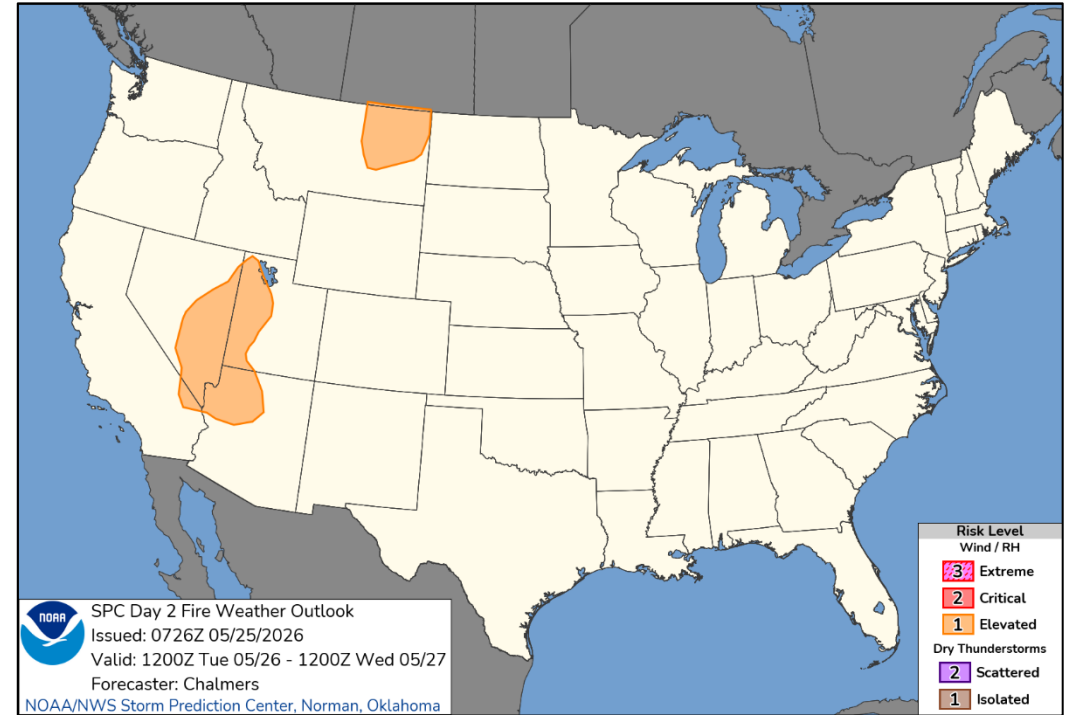 Risk Level
Wind / RH
3 Extreme
2 Critical
1 Elevated
Dry Thunderstorms
2 Scattered
1 Isolated
NOAA
SPC Day 2 Fire Weather Outlook
Issued: 0726Z 05/25/2026
Valid: 1200Z Tue 05/26 - 1200Z Wed 05/27
Forecaster: Chalmers
NOAA/NWS Storm Prediction Center, Norman, Oklahoma